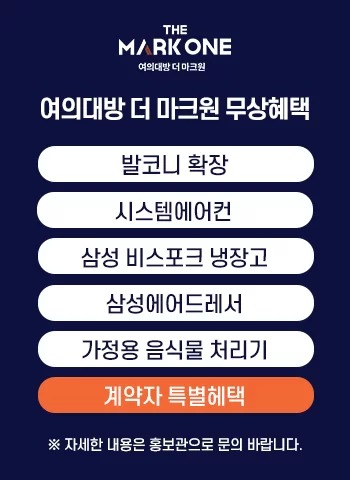 THE
MARK ONE
여의대방 더 마크원
여의대방 더 마크원 무상혜택
발코니 확장
시스템에어컨
삼성 비스포크 냉장고
삼성에어드레서
가정용 음식물 처리기
계약자 특별혜택
※ 자세한 내용은 홍보관으로 문의 바랍니다.